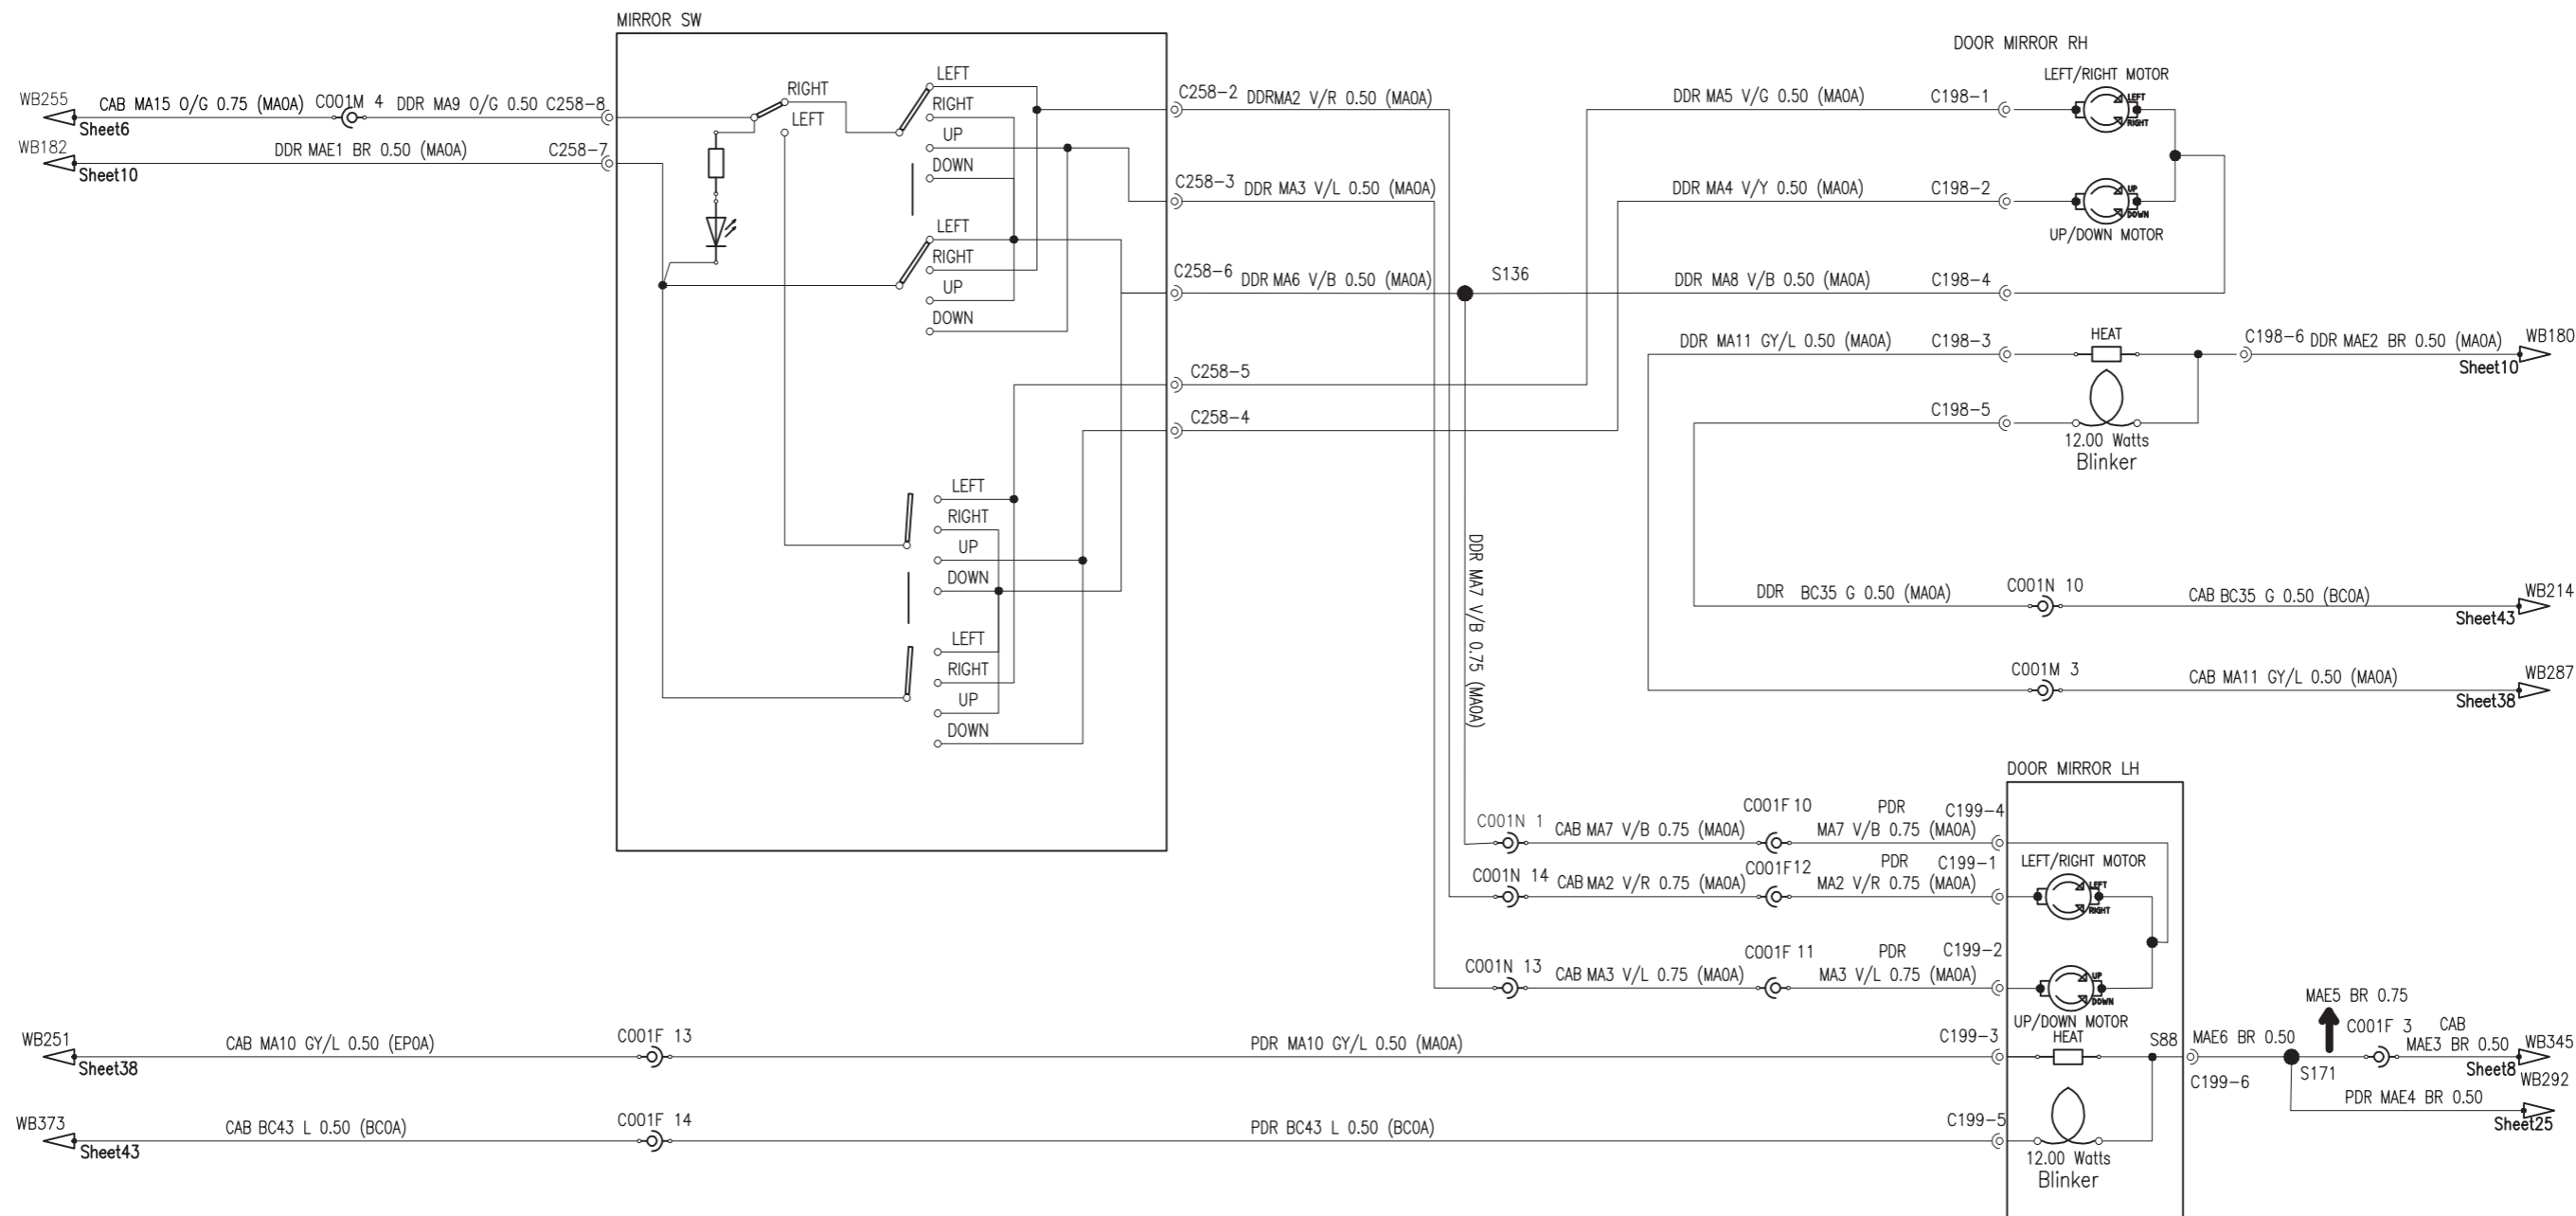 MIRROR SW
WB255
Sheet6
CAB MA15 O/G 0.75 (MA0A)
C001M 4
DDR MA9 O/G 0.50
C258-8
WB182
Sheet10
DDR MAE1 BR 0.50 (MA0A)
C258-7
RIGHT
LEFT
LEFT
RIGHT
UP
DOWN
LEFT
RIGHT
UP
DOWN
LEFT
RIGHT
UP
DOWN
LEFT
RIGHT
UP
DOWN
C258-2
DDRMA2 V/R 0.50 (MA0A)
C258-3
DDR MA3 V/L 0.50 (MA0A)
C258-6
DDR MA6 V/B 0.50 (MA0A)
S136
C258-5
C258-4
DDR MA7 V/B 0.75 (MA0A)
DOOR MIRROR RH
LEFT/RIGHT MOTOR
DDR MA5 V/G 0.50 (MA0A)
C198-1
LEFT
RIGHT
DDR MA4 V/Y 0.50 (MA0A)
C198-2
UP
DOWN
UP/DOWN MOTOR
DDR MA8 V/B 0.50 (MA0A)
C198-4
DDR MA11 GY/L 0.50 (MA0A)
C198-3
HEAT
C198-6
DDR MAE2 BR 0.50 (MA0A)
WB180
Sheet10
C198-5
12.00 Watts
Blinker
DDR BC35 G 0.50 (MA0A)
C001N 10
CAB BC35 G 0.50 (BC0A)
WB214
Sheet43
C001M 3
CAB MA11 GY/L 0.50 (MA0A)
WB287
Sheet38
DOOR MIRROR LH
C001N 1
CAB MA7 V/B 0.75 (MA0A)
C001F 10
PDR
MA7 V/B 0.75 (MA0A)
C199-4
C001N 14
CAB MA2 V/R 0.75 (MA0A)
C001F12
PDR
MA2 V/R 0.75 (MA0A)
C199-1
LEFT/RIGHT MOTOR
LEFT
RIGHT
C001N 13
CAB MA3 V/L 0.75 (MA0A)
C001F 11
PDR
MA3 V/L 0.75 (MA0A)
C199-2
UP
DOWN
UP/DOWN MOTOR
WB251
Sheet38
CAB MA10 GY/L 0.50 (EP0A)
C001F 13
PDR MA10 GY/L 0.50 (MA0A)
C199-3
HEAT
S88
C199-6
MAE6 BR 0.50
S171
MAE5 BR 0.75
C001F 3
CAB
MAE3 BR 0.50
WB345
Sheet8
WB292
PDR MAE4 BR 0.50
Sheet25
WB373
Sheet43
CAB BC43 L 0.50 (BC0A)
C001F 14
PDR BC43 L 0.50 (BC0A)
C199-5
12.00 Watts
Blinker